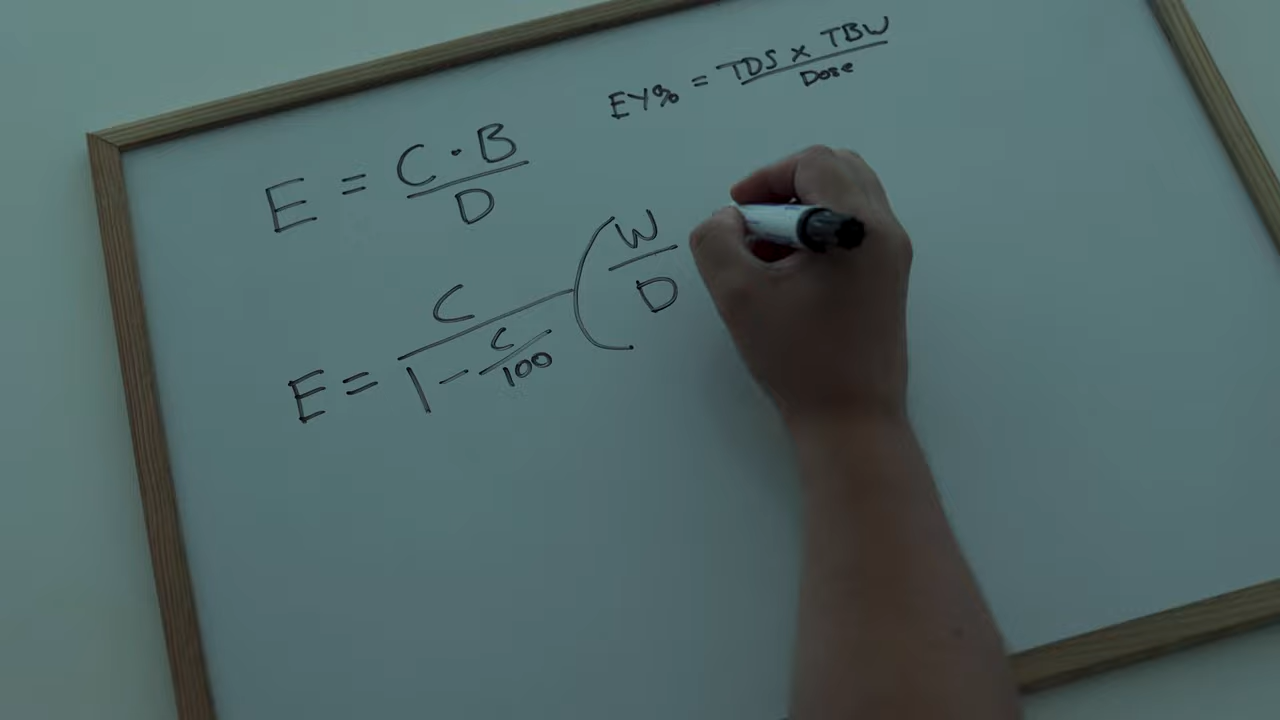 EY% = TDS x TBW / Dose
E = C · B / D
E = C / 1 - C / 100 ( W / D